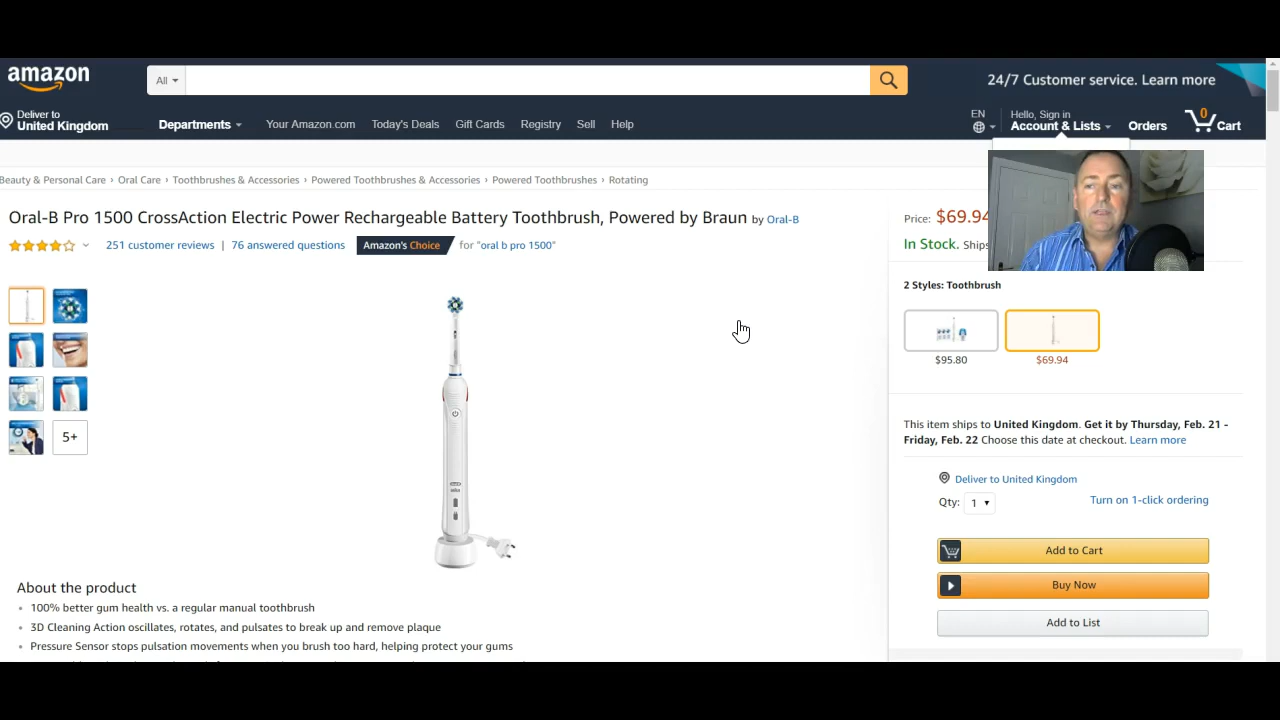 amazon
All
24/7 Customer service. Learn more
Deliver to
United Kingdom
Departments
Your Amazon.com
Today's Deals
Gift Cards
Registry
Sell
Help
EN
Hello, Sign in
Account & Lists
Orders
0
Cart
Beauty & Personal Care › Oral Care › Toothbrushes & Accessories › Powered Toothbrushes & Accessories › Powered Toothbrushes › Rotating
Oral-B Pro 1500 CrossAction Electric Power Rechargeable Battery Toothbrush, Powered by Braun by Oral-B
251 customer reviews | 76 answered questions Amazon's Choice for "oral b pro 1500"
5+
About the product
• 100% better gum health vs. a regular manual toothbrush
• 3D Cleaning Action oscillates, rotates, and pulsates to break up and remove plaque
• Pressure Sensor stops pulsation movements when you brush too hard, helping protect your gums
Price: $69.94
In Stock. Ships
2 Styles: Toothbrush
$95.80
$69.94
This item ships to United Kingdom. Get it by Thursday, Feb. 21 -
Friday, Feb. 22 Choose this date at checkout. Learn more
Deliver to United Kingdom
Qty: 1
Turn on 1-click ordering
Add to Cart
Buy Now
Add to List